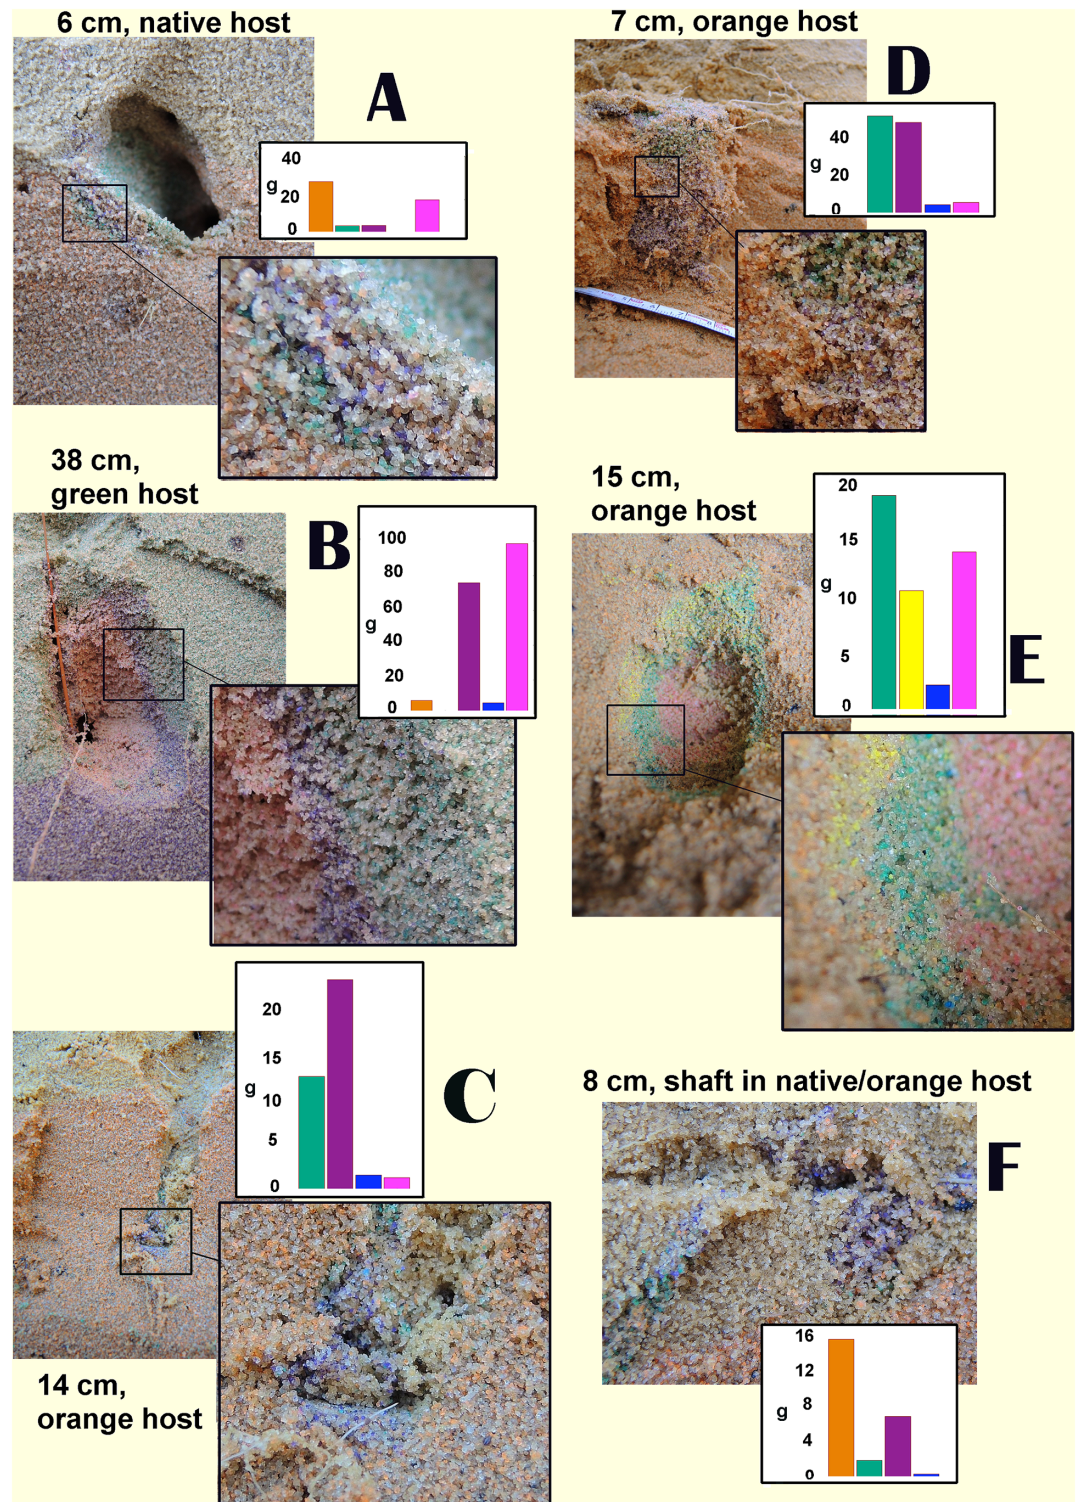 6 cm, native host
A
40
g
20
0
7 cm, orange host
D
40
g
20
0
38 cm,
green host
B
100
80
60
g
40
20
0
15 cm,
orange host
E
20
15
g
10
5
0
C
20
15
g
10
5
0
14 cm,
orange host
8 cm, shaft in native/orange host
F
16
12
8
g
4
0